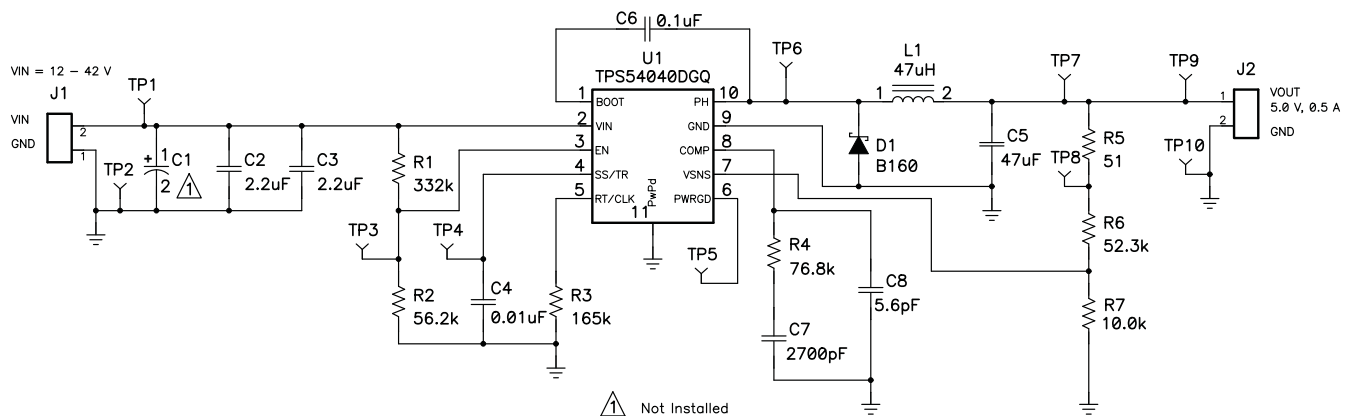 C6
0.1uF
U1
TPS54040DGQ
TP6
L1
47uH
TP7
TP9
J2
VIN = 12 – 42 V
TP1
J1
VIN
2
GND
1
TP2
1
+
C1
2
1
C2
2.2uF
C3
2.2uF
R1
332k
1
BOOT
2
VIN
3
EN
4
SS/TR
5
RT/CLK
11
PwPd
PH
10
GND
9
COMP
8
VSNS
7
PWRGD
6
1
2
D1
B160
C5
47uF
R5
51
TP8
R6
52.3k
R7
10.0k
1
VOUT
5.0 V, 0.5 A
2
GND
TP10
TP3
TP4
R2
56.2k
C4
0.01uF
R3
165k
TP5
R4
76.8k
C8
5.6pF
C7
2700pF
1
Not Installed